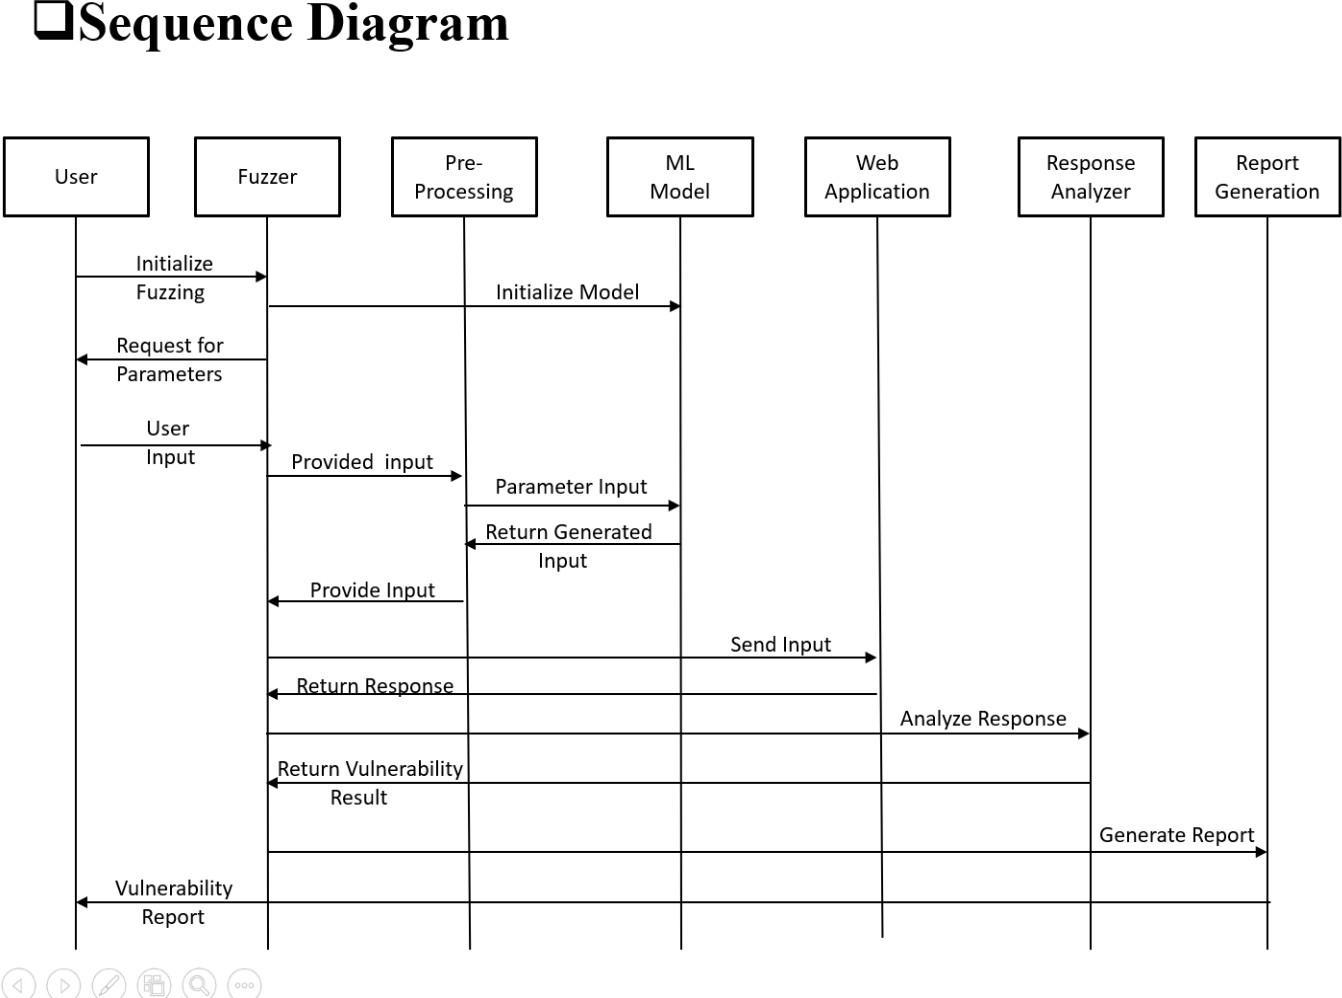 ❑Sequence Diagram
User
Fuzzer
Pre-
Processing
ML
Model
Web
Application
Response
Analyzer
Report
Generation
Initialize
Fuzzing
Initialize Model
Request for
Parameters
User
Input
Provided  input
Parameter Input
Return Generated
Input
Provide Input
Send Input
Return Response
Analyze Response
Return Vulnerability
Result
Generate Report
Vulnerability
Report